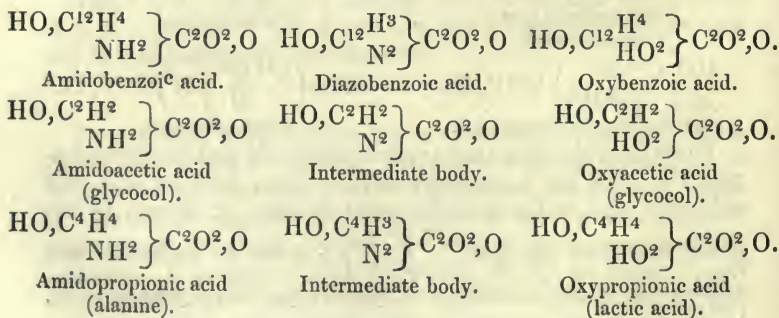 HO,C¹²H⁴ NH² } C²O²,O HO,C¹²H³ N² } C²O²,O HO,C¹²H⁴ HO² } C²O²,O.
Amidobenzoic acid. Diazobenzoic acid. Oxybenzoic acid.
HO,C²H² NH² } C²O²,O HO,C²H² N² } C²O²,O HO,C²H² HO² } C²O²,O.
Amidoacetic acid Intermediate body. Oxyacetic acid
(glycocol). (glycocol).
HO,C⁴H⁴ NH² } C²O²,O HO,C⁴H³ N² } C²O²,O HO,C⁴H⁴ HO² } C²O²,O.
Amidopropionic acid Intermediate body. Oxypropionic acid
(alanine). (lactic acid).